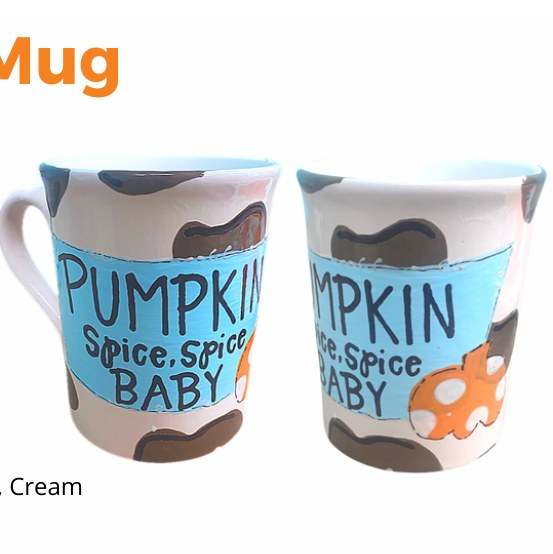 Mug
PUMPKIN
Spice, Spice
BABY
MPKIN
ice, Spice
BABY
, Cream